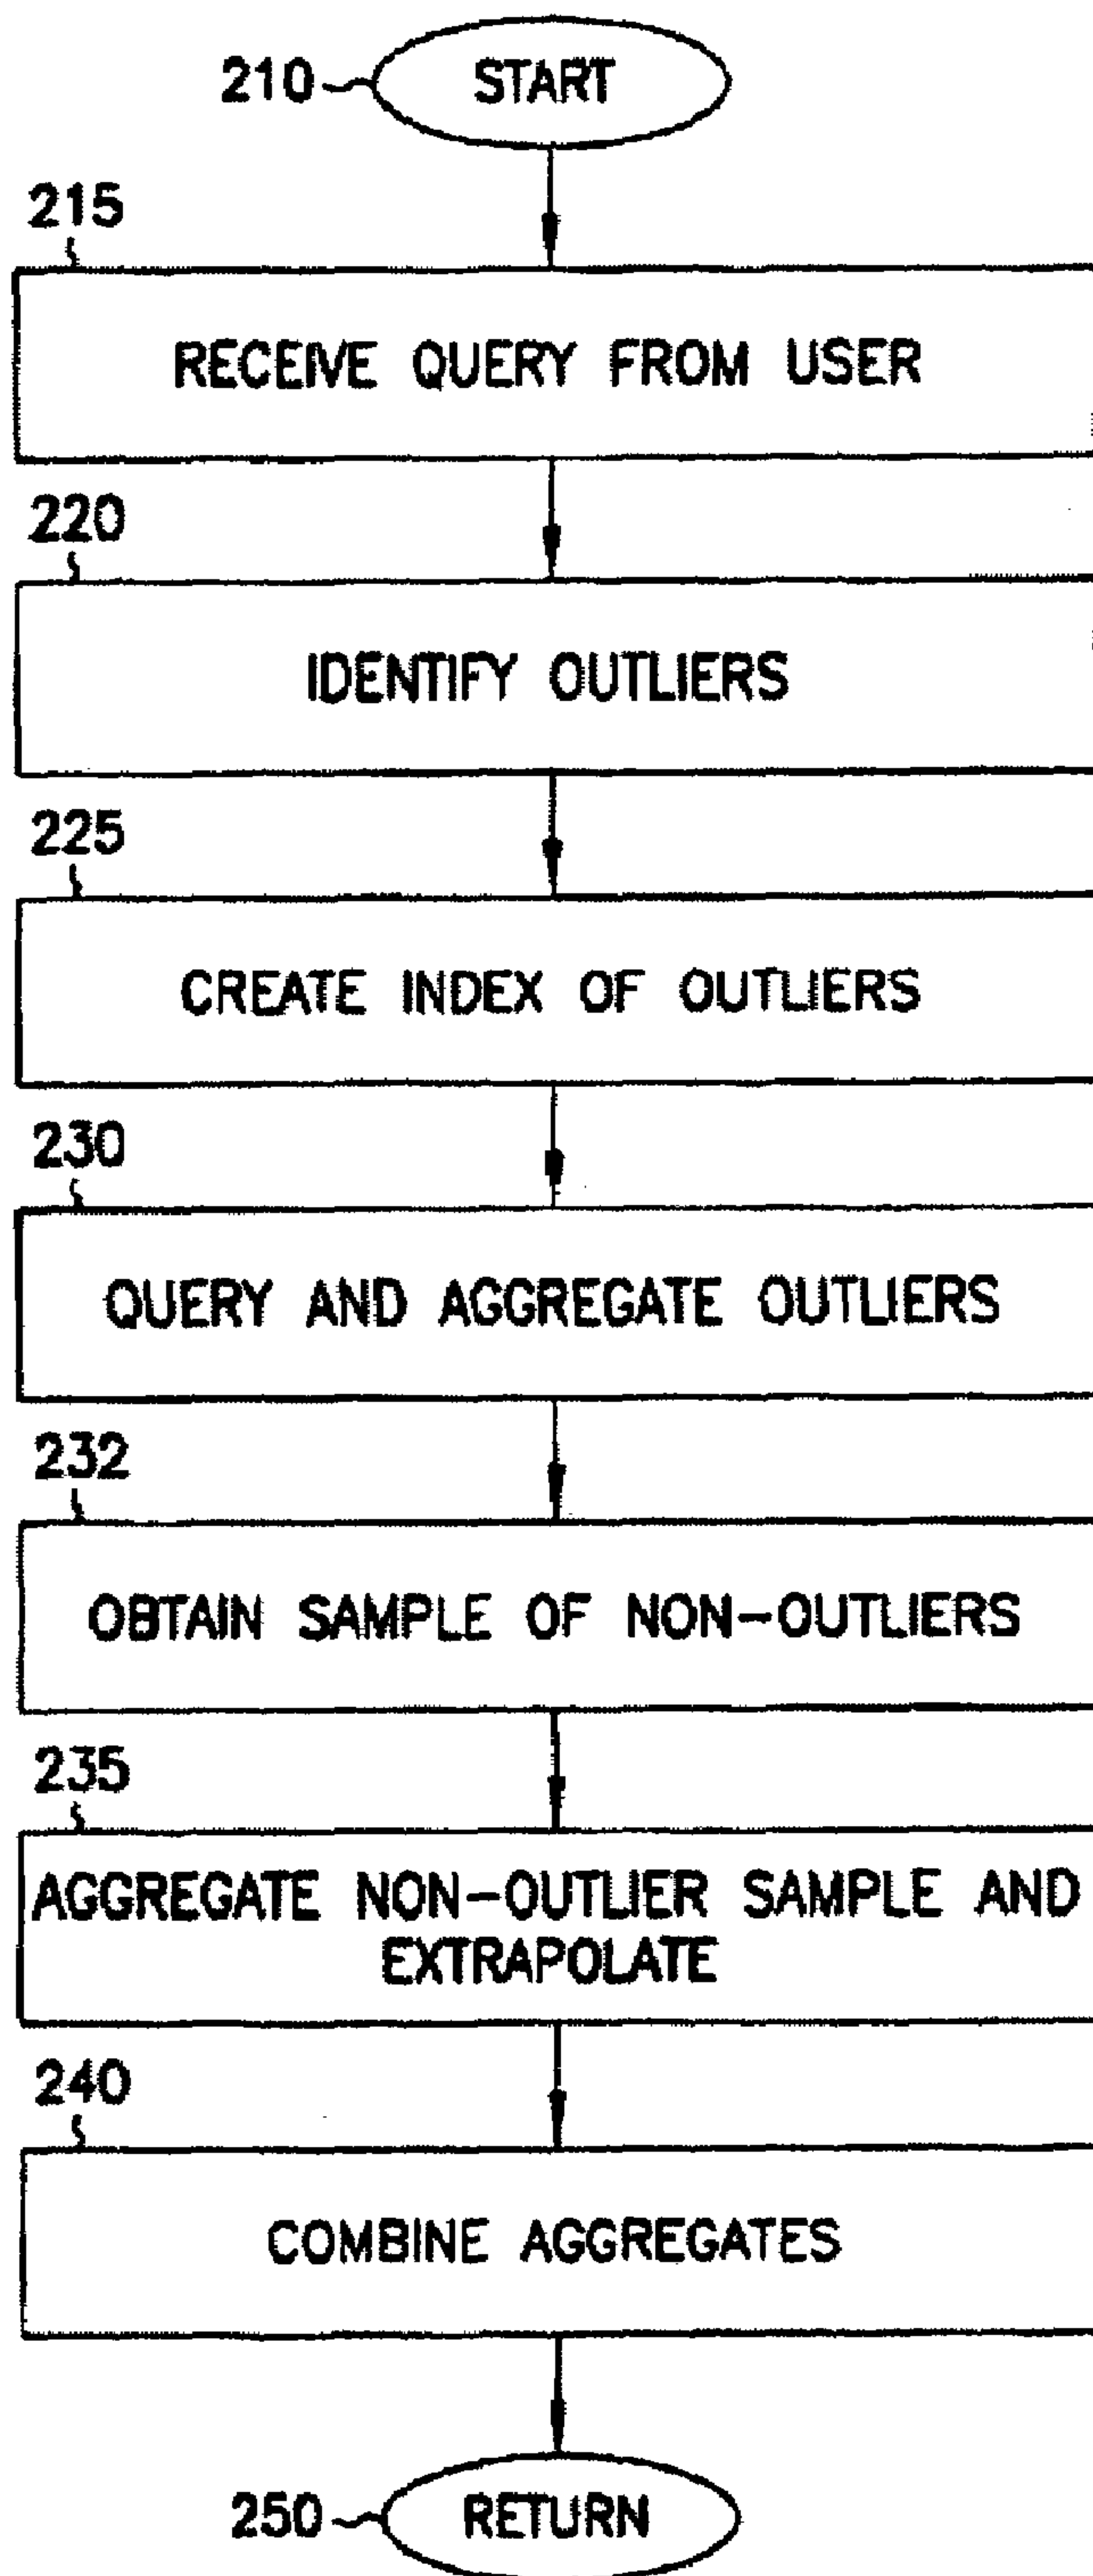 210 START
215
RECEIVE QUERY FROM USER
220
IDENTIFY OUTLIERS
225
CREATE INDEX OF OUTLIERS
230
QUERY AND AGGREGATE OUTLIERS
232
OBTAIN SAMPLE OF NON-OUTLIERS
235
AGGREGATE NON-OUTLIER SAMPLE AND
EXTRAPOLATE
240
COMBINE AGGREGATES
250 RETURN